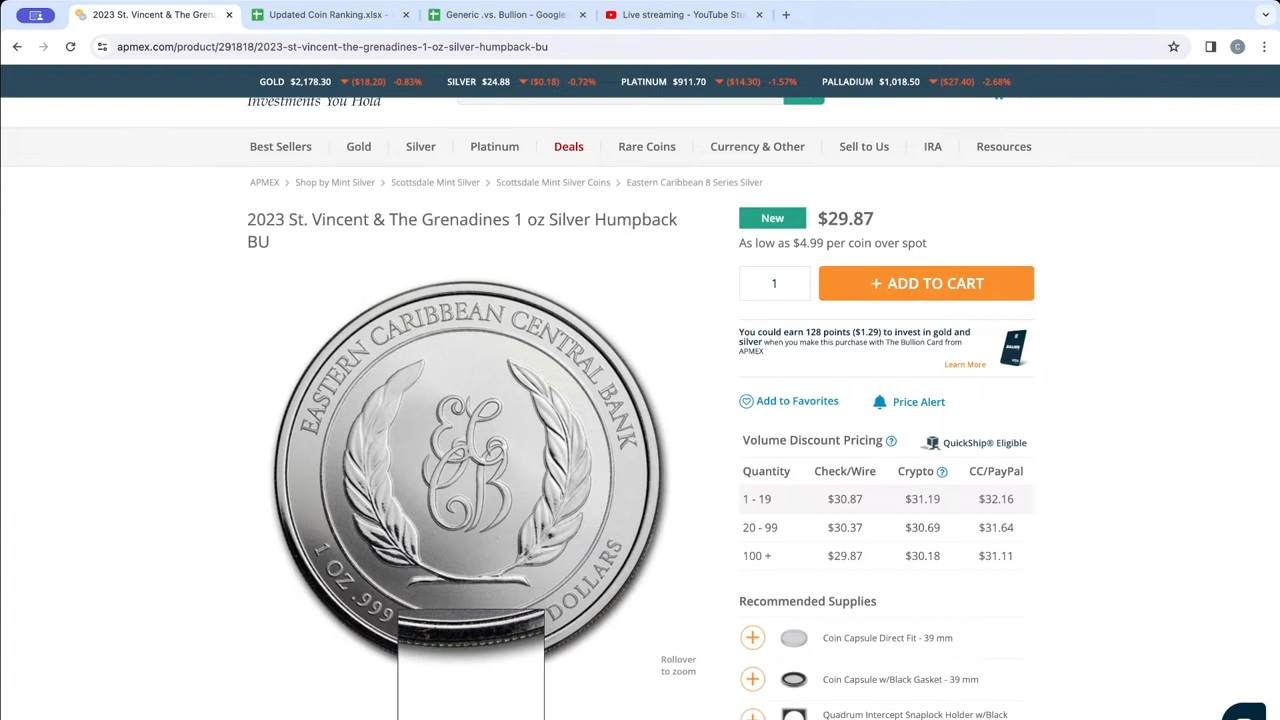 2023 St. Vincent & The Grena
Updated Coin Ranking.xlsx -
Generic .vs. Bullion - Google
Live streaming - YouTube Stu
apmex.com/product/291818/2023-st-vincent-the-grenadines-1-oz-silver-humpback-bu
C
GOLD $2,178.30 ($18.20) -0.83% SILVER $24.88 ($0.18) -0.72% PLATINUM $911.70 ($14.30) -1.57% PALLADIUM $1,018.50 ($27.40) -2.68%
Investments You Hold
Best Sellers Gold Silver Platinum Deals Rare Coins Currency & Other Sell to Us IRA Resources
APMEX > Shop by Mint Silver > Scottsdale Mint Silver > Scottsdale Mint Silver Coins > Eastern Caribbean 8 Series Silver
2023 St. Vincent & The Grenadines 1 oz Silver Humpback
BU
EASTERN CARIBBEAN CENTRAL BANK
ECCB
1 OZ .999
DOLLARS
Rollover
to zoom
New $29.87
As low as $4.99 per coin over spot
1
+ ADD TO CART
You could earn 128 points ($1.29) to invest in gold and
silver when you make this purchase with The Bullion Card from
APMEX
Learn More
Add to Favorites
Price Alert
Volume Discount Pricing ?
QuickShip® Eligible
Quantity Check/Wire Crypto ? CC/PayPal
1 - 19 $30.87 $31.19 $32.16
20 - 99 $30.37 $30.69 $31.64
100 + $29.87 $30.18 $31.11
Recommended Supplies
Coin Capsule Direct Fit - 39 mm
Coin Capsule w/Black Gasket - 39 mm
Quadrum Intercept Snaplock Holder w/Black